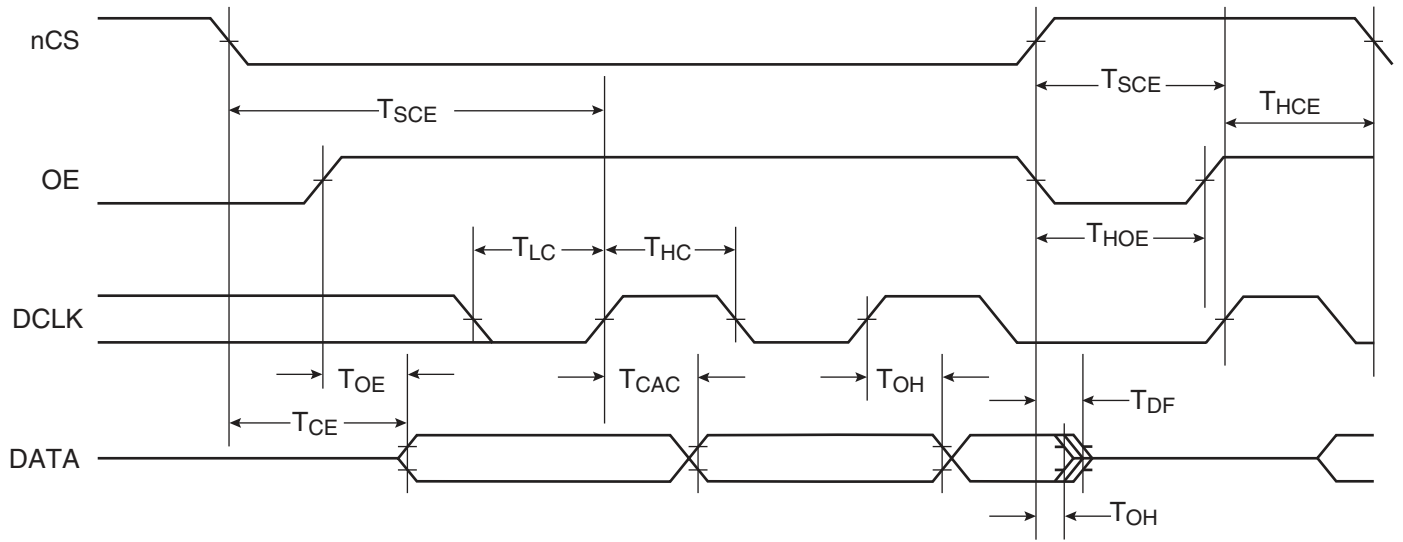 nCS
TSCE
TSCE
THCE
OE
TLC
THC
THOE
DCLK
TOE
TCAC
TOH
TDF
TCE
DATA
TOH